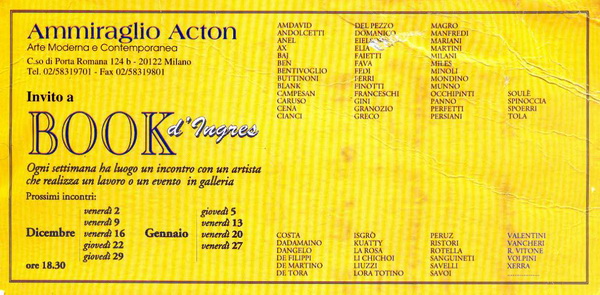 Ammiraglio Acton
Arte Moderna e Contemporanea
C.so di Porta Romana 124 b - 20122 Milano
Tel. 02/58319701 - Fax 02/58319801
Invito a
BOOK d'Ingres
Ogni settimana ha luogo un incontro con un artista
che realizza un lavoro o un evento in galleria
Prossimi incontri:
Dicembre
venerdì 2
venerdì 9
venerdì 16
giovedì 22
giovedì 29
Gennaio
giovedì 5
venerdì 13
venerdì 20
venerdì 27
ore 18.30
AMDAVID
ANDOLCETTI
ANEL
AX
BAJ
BEN
BENTIVOGLIO
BUTTINONI
BLANK
CAMPESAN
CARUSO
CENA
CIANCI
DEL PEZZO
DOMANICO
ELIA
FAIETTI
FAVA
FEDI
FERRI
FINOTTI
FRANCESCHI
GINI
GRANOZIO
GRECO
MAGRO
MANFREDI
MARIANI
MARTINI
MILANI
MILES
MINOLI
MONDINO
MUNNO
OCCHIPINTI
PANNO
PERFETTI
PERSIANI
SOULÈ
SPINOCCIA
SPOERRI
TOLA
COSTA
DADAMAINO
DANGELO
DE FILIPPI
DE MARTINO
DE TORA
ISGRÒ
KUATTY
LA ROSA
LI CHICHOI
LIUZZI
LORA TOTINO
PERUZ
RISTORI
ROTELLA
SANGUINETI
SAVELLI
SAVOI
VALENTINI
VANCHERI
R. VITONE
VOLPINI
XERRA